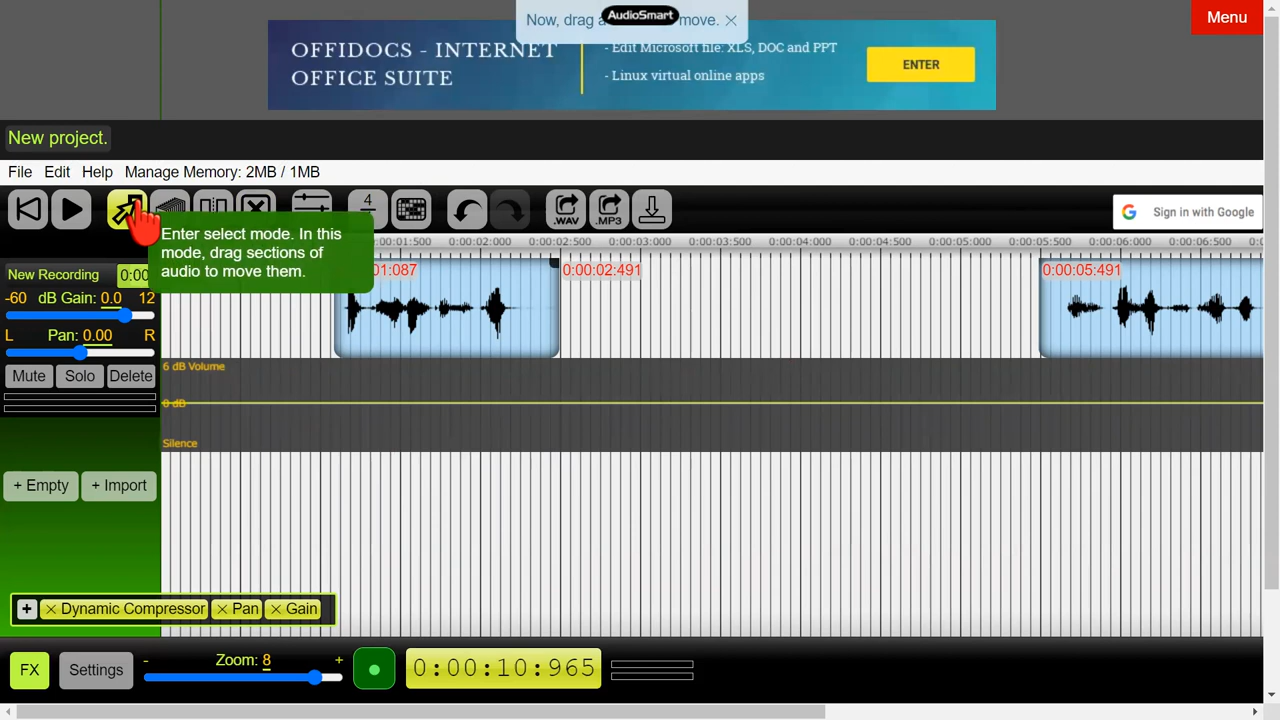 Now, drag a
move.
AudioSmart
Menu
OFFIDOCS - INTERNET
OFFICE SUITE
- Edit Microsoft file: XLS, DOC and PPT
- Linux virtual online apps
ENTER
New project.
File Edit Help Manage Memory: 2MB / 1MB
4
.WAV
.MP3
Sign in with Google
Enter select mode. In this
mode, drag sections of
audio to move them.
0:00:02:000 0:00:02:500 0:00:03:000 0:00:03:500 0:00:04:000 0:00:04:500 0:00:05:000 0:00:05:500 0:00:06:000 0:00:06:500
New Recording 0:00
01:087
0:00:02:491
0:00:05:491
-60 dB Gain: 0.0 12
L Pan: 0.00 R
Mute Solo Delete
6 dB Volume
0 dB
Silence
+ Empty + Import
+ × Dynamic Compressor × Pan × Gain
FX Settings - Zoom: 8 + 0:00:10:965